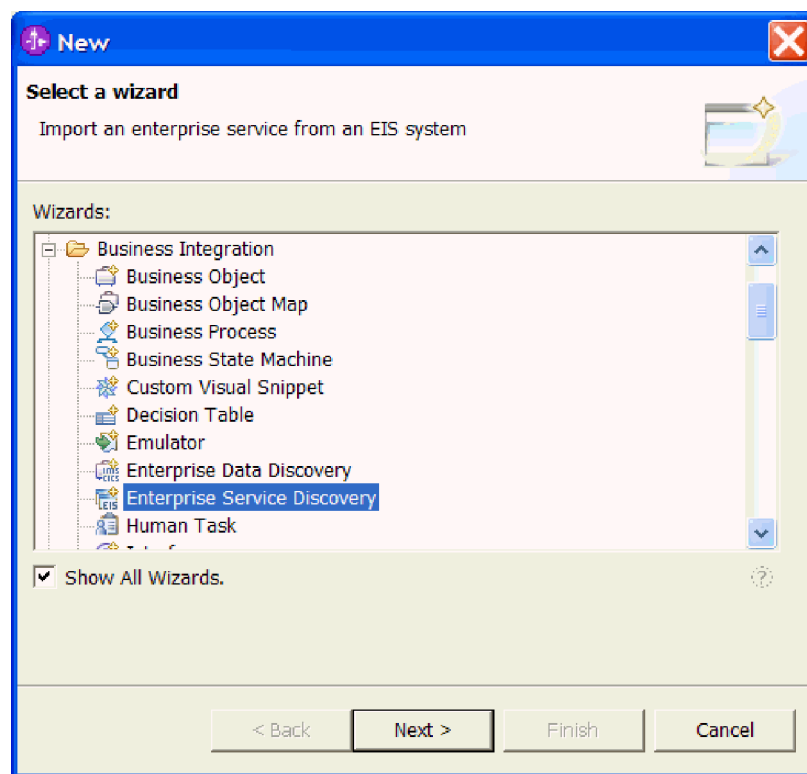 New
Select a wizard
Import an enterprise service from an EIS system
Wizards:
Business Integration
Business Object
Business Object Map
Business Process
Business State Machine
Custom Visual Snippet
Decision Table
Emulator
Enterprise Data Discovery
Enterprise Service Discovery
Human Task
Show All Wizards.
< Back
Next >
Finish
Cancel